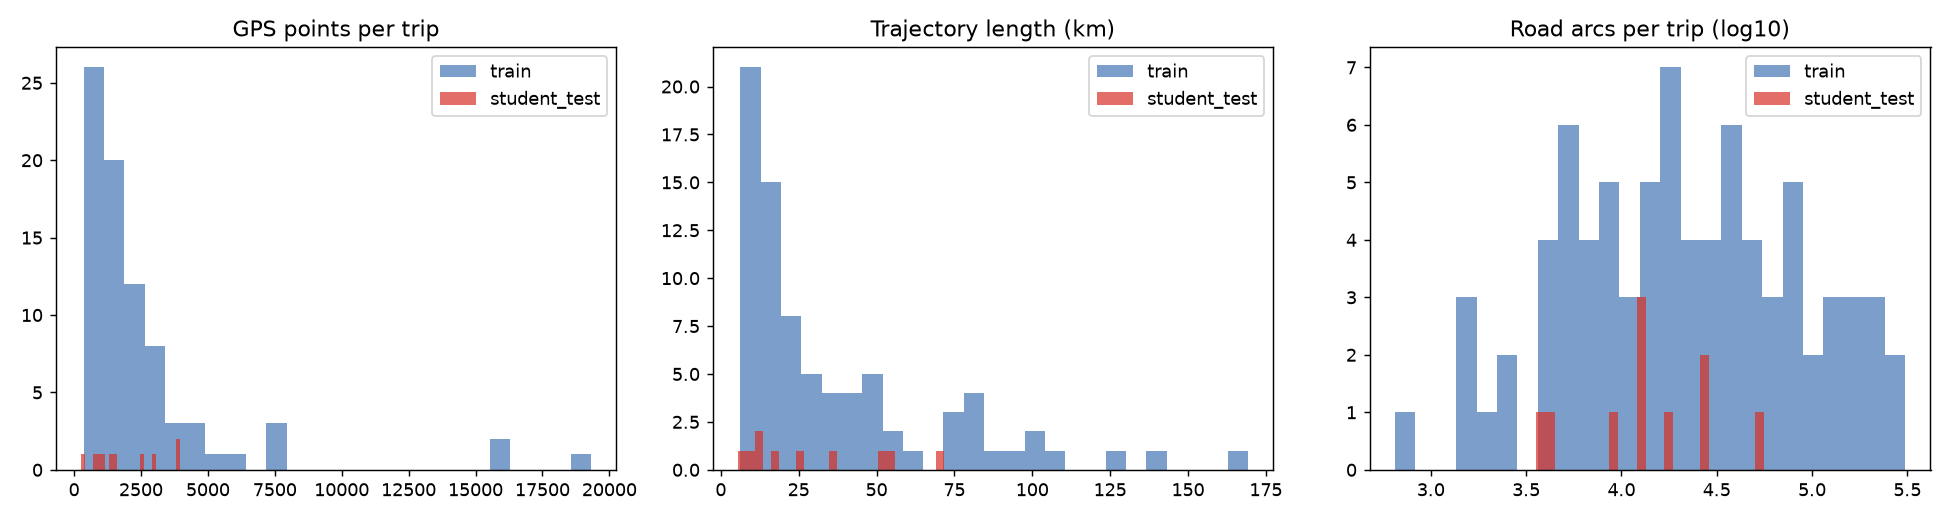 GPS points per trip
train
student_test
25
20
15
10
5
0
0 2500 5000 7500 10000 12500 15000 17500 20000
Trajectory length (km)
train
student_test
20.0
17.5
15.0
12.5
10.0
7.5
5.0
2.5
0.0
0 25 50 75 100 125 150 175
Road arcs per trip (log10)
train
student_test
7
6
5
4
3
2
1
0
3.0 3.5 4.0 4.5 5.0 5.5